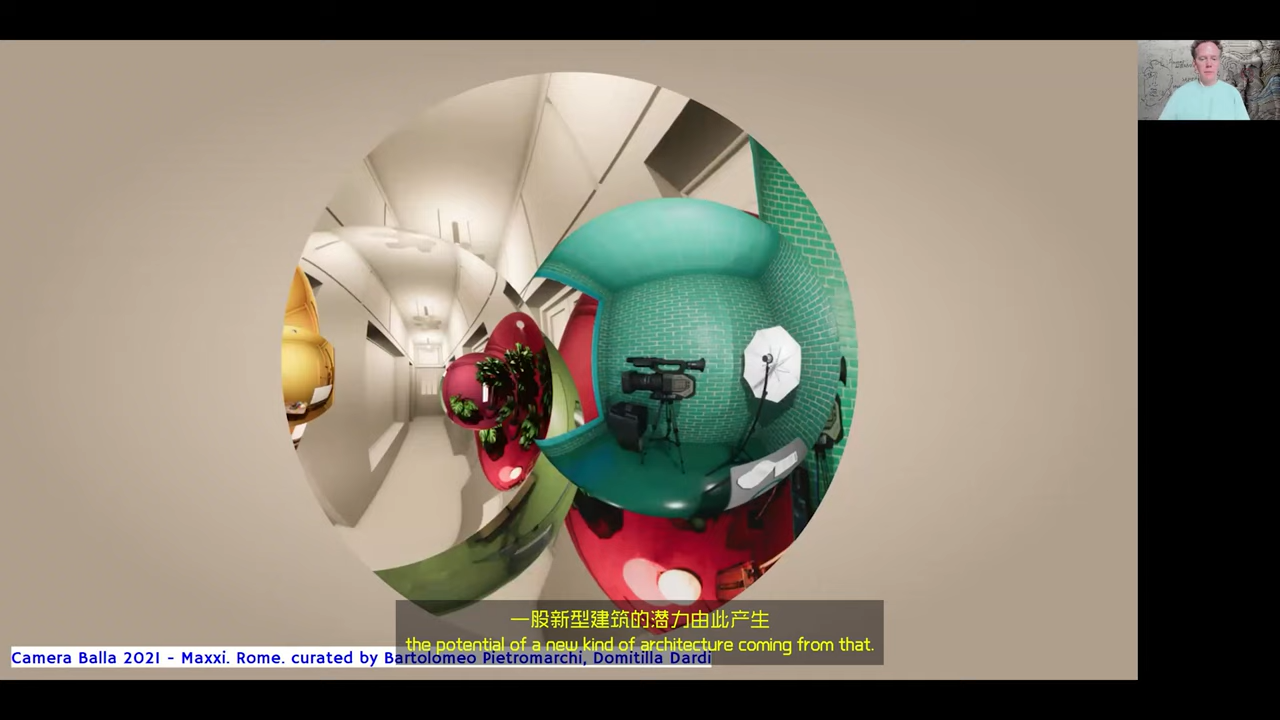 一股新型建筑的潜力由此产生
the potential of a new kind of architecture coming from that.
Camera Balla 2021 - Maxxi. Rome. curated by Bartolomeo Pietromarchi, Domitilla Dardi